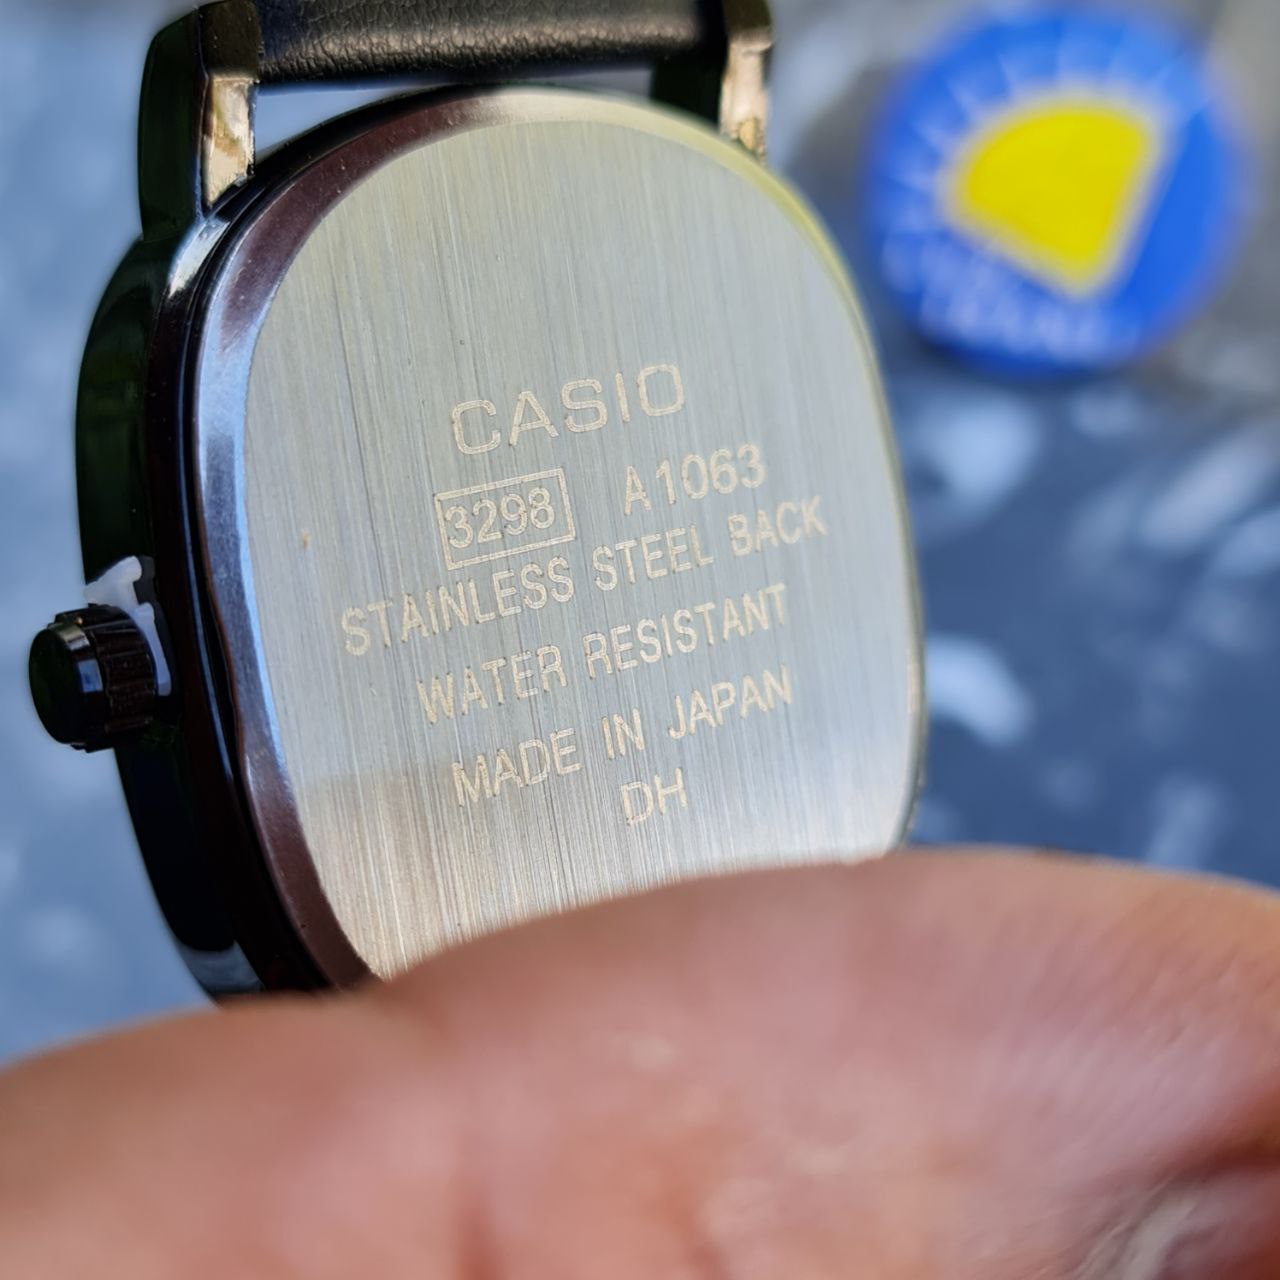 CASIO
3298 A1063
STAINLESS STEEL BACK
WATER RESISTANT
MADE IN JAPAN
DH